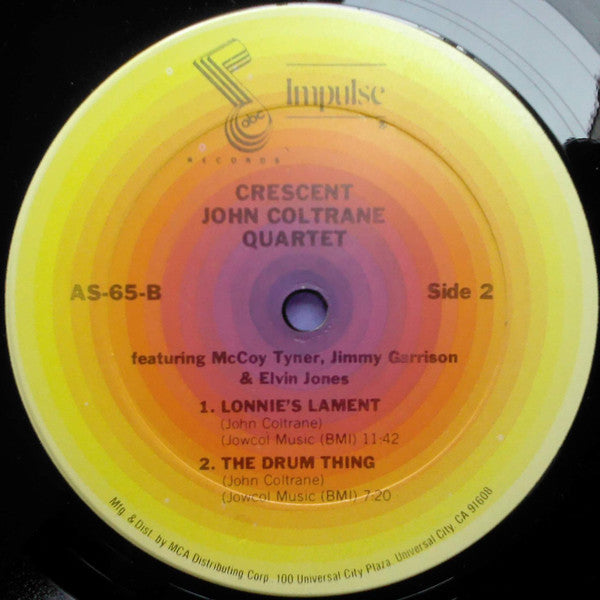 abc
RECORDS
Impulse
®
CRESCENT
JOHN COLTRANE
QUARTET
AS-65-B
Side 2
featuring McCoy Tyner, Jimmy Garrison
& Elvin Jones
1. LONNIE'S LAMENT
(John Coltrane)
(Jowcol Music (BMI) 11:42
2. THE DRUM THING
(John Coltrane)
(Jowcol Music (BMI) 7:20
Mfg. & Dist. by MCA Distributing Corp. 100 Universal City Plaza, Universal City, CA 91608